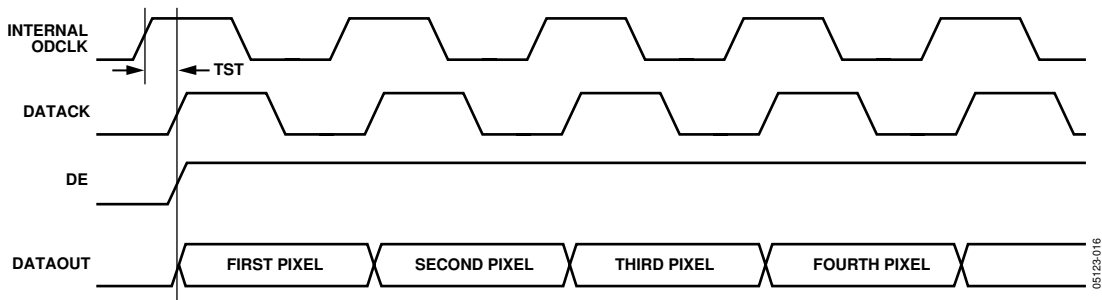 INTERNAL
ODCLK
TST
DATACK
DE
DATAOUT
FIRST PIXEL
SECOND PIXEL
THIRD PIXEL
FOURTH PIXEL
05123-016